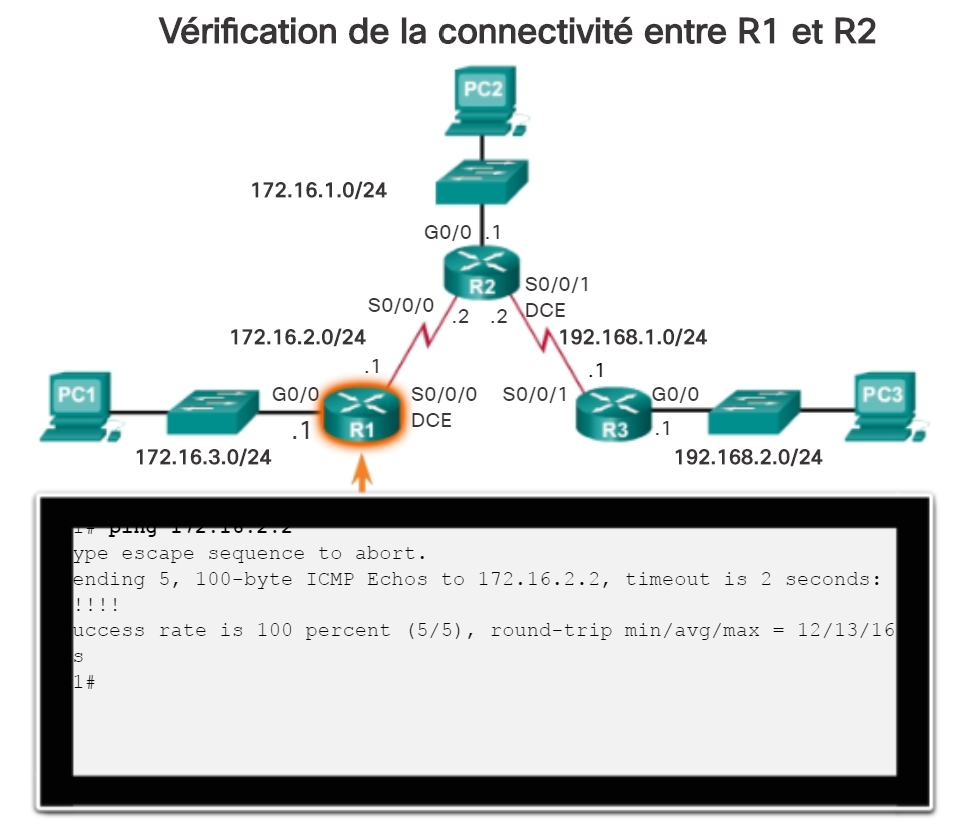 Vérification de la connectivité entre R1 et R2
PC2
172.16.1.0/24
G0/0 .1
R2
S0/0/1
DCE
S0/0/0
.2 .2
172.16.2.0/24
192.168.1.0/24
.1
.1
PC1
G0/0
S0/0/0
DCE
S0/0/1
G0/0
PC3
.1
R1
R3
.1
172.16.3.0/24
192.168.2.0/24
1# ping 172.16.2.2
ype escape sequence to abort.
ending 5, 100-byte ICMP Echos to 172.16.2.2, timeout is 2 seconds:
!!!!
uccess rate is 100 percent (5/5), round-trip min/avg/max = 12/13/16
s
1#